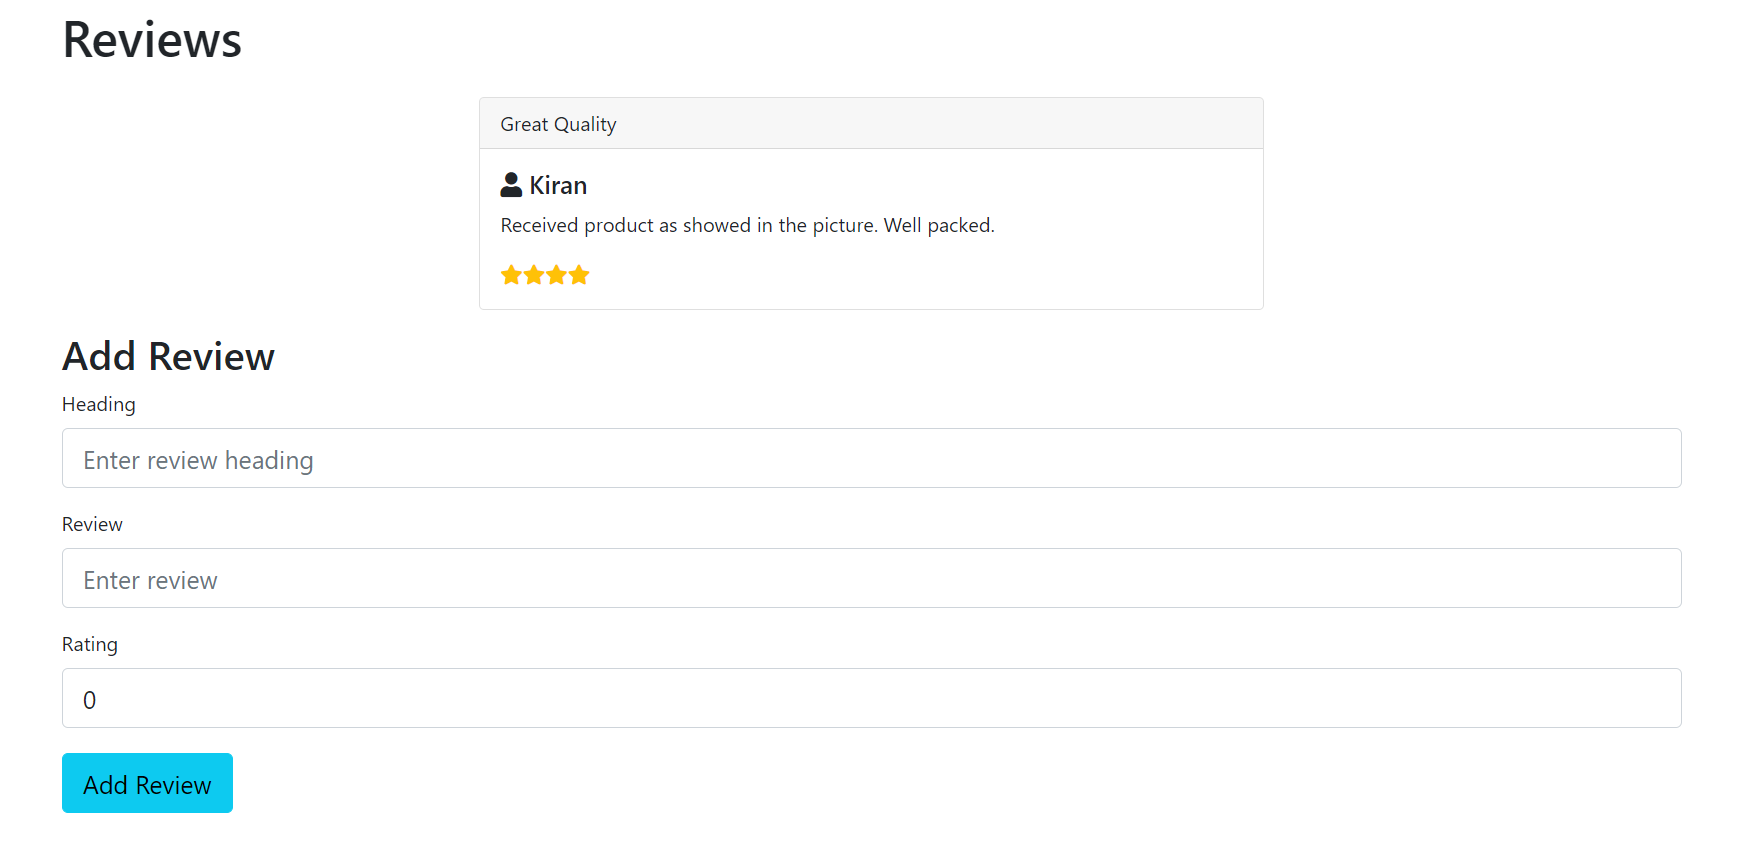 Reviews
Great Quality
Kiran
Received product as showed in the picture. Well packed.
Add Review
Heading
Enter review heading
Review
Enter review
Rating
0
Add Review